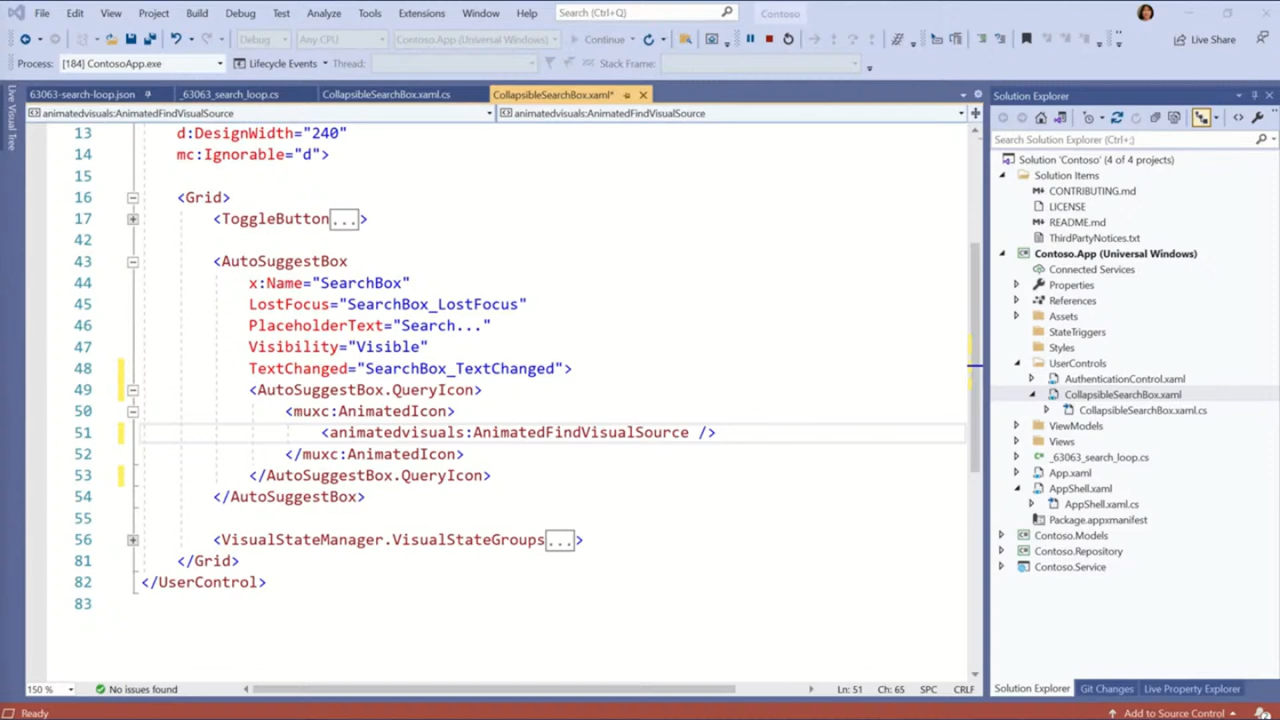 File Edit View Project Build Debug Test Analyze Tools Extensions Window Help Search (Ctrl+Q) Contoso
Debug Any CPU ContosoApp (Universal Windows) Continue Live Share
Process: [184] ContosoApp.exe Lifecycle Events Thread: Stack Frame:
Live Visual Tree
63063-search-loop.json _63063_search_loop.cs CollapsibleSearchBox.xaml.cs CollapsibleSearchBox.xaml*
animatedvisuals:AnimatedFindVisualSource animatedvisuals:AnimatedFindVisualSource
13 d:DesignWidth="240"
14 mc:Ignorable="d">
15
16 <Grid>
17 <ToggleButton...>
42
43 <AutoSuggestBox
44 x:Name="SearchBox"
45 LostFocus="SearchBox_LostFocus"
46 PlaceholderText="Search..."
47 Visibility="Visible"
48 TextChanged="SearchBox_TextChanged">
49 <AutoSuggestBox.QueryIcon>
50 <muxc:AnimatedIcon>
51 <animatedvisuals:AnimatedFindVisualSource />
52 </muxc:AnimatedIcon>
53 </AutoSuggestBox.QueryIcon>
54 </AutoSuggestBox>
55
56 <VisualStateManager.VisualStateGroups...>
81 </Grid>
82 </UserControl>
83
150 % No issues found Ln: 51 Ch: 65 SPC CRLF
Solution Explorer
Search Solution Explorer (Ctrl+;)
Solution 'Contoso' (4 of 4 projects)
Solution Items
CONTRIBUTING.md
LICENSE
README.md
ThirdPartyNotices.txt
Contoso.App (Universal Windows)
Connected Services
Properties
References
Assets
StateTriggers
Styles
UserControls
AuthenticationControl.xaml
CollapsibleSearchBox.xaml
CollapsibleSearchBox.xaml.cs
ViewModels
Views
_63063_search_loop.cs
App.xaml
AppShell.xaml
AppShell.xaml.cs
Package.appxmanifest
Contoso.Models
Contoso.Repository
Contoso.Service
Solution Explorer Git Changes Live Property Explorer
Ready Add to Source Control